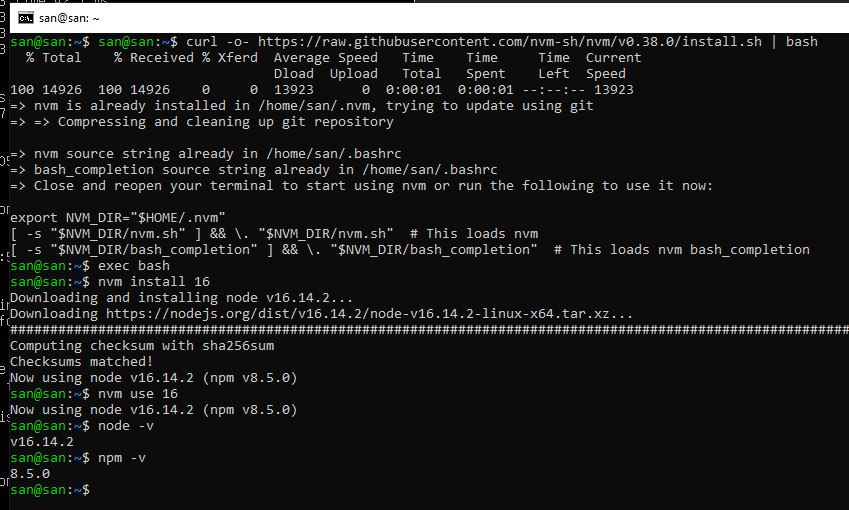 san@san: ~
san@san:~$ san@san:~$ curl -o- https://raw.githubusercontent.com/nvm-sh/nvm/v0.38.0/install.sh | bash
  % Total    % Received % Xferd  Average Speed   Time    Time     Time  Current
                                 Dload  Upload   Total   Spent    Left  Speed
100 14926  100 14926    0     0  13923      0  0:00:01  0:00:01 --:--:-- 13923
=> nvm is already installed in /home/san/.nvm, trying to update using git
=> => Compressing and cleaning up git repository
=> nvm source string already in /home/san/.bashrc
=> bash_completion source string already in /home/san/.bashrc
=> Close and reopen your terminal to start using nvm or run the following to use it now:
export NVM_DIR="$HOME/.nvm"
[ -s "$NVM_DIR/nvm.sh" ] && \. "$NVM_DIR/nvm.sh"  # This loads nvm
[ -s "$NVM_DIR/bash_completion" ] && \. "$NVM_DIR/bash_completion"  # This loads nvm bash_completion
san@san:~$ exec bash
san@san:~$ nvm install 16
Downloading and installing node v16.14.2...
Downloading https://nodejs.org/dist/v16.14.2/node-v16.14.2-linux-x64.tar.xz...
#########################################################################################################
Computing checksum with sha256sum
Checksums matched!
Now using node v16.14.2 (npm v8.5.0)
san@san:~$ nvm use 16
Now using node v16.14.2 (npm v8.5.0)
san@san:~$ node -v
v16.14.2
san@san:~$ npm -v
8.5.0
san@san:~$